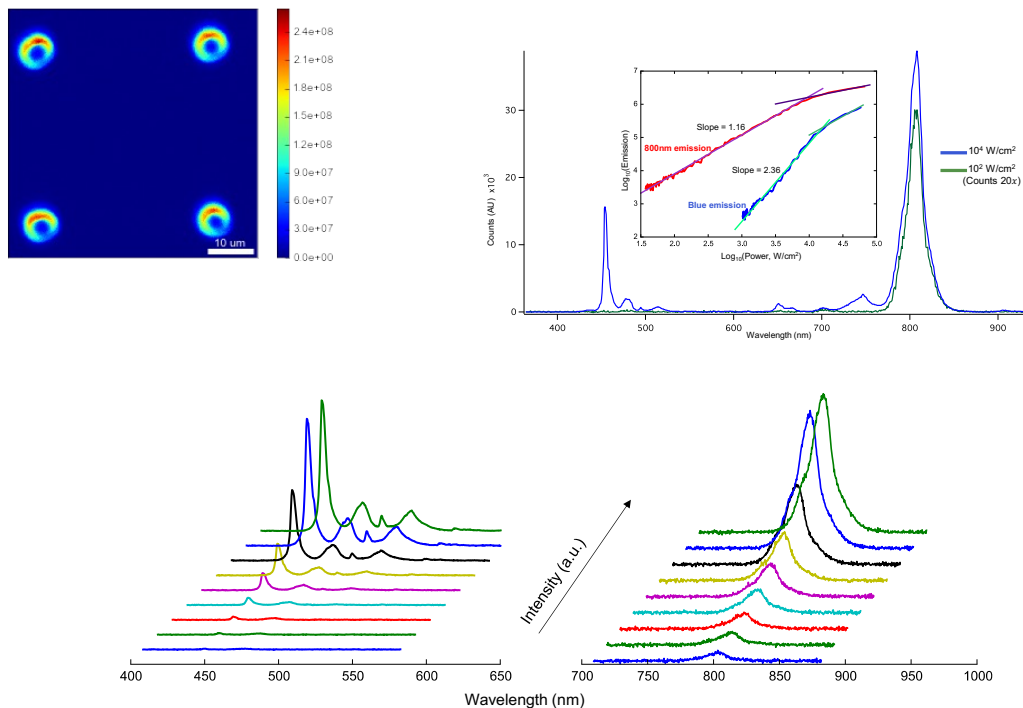 2.4e+08
2.1e+08
1.8e+08
1.5e+08
1.2e+08
9.0e+07
6.0e+07
3.0e+07
0.0e+00
10 um
Counts (AU) x10³
30
20
10
0
400
500
600
700
800
900
Wavelength (nm)
10⁴ W/cm²
10² W/cm²
(Counts 20x)
Log₁₀(Emission)
7
6
5
4
3
2
1.5
2.0
2.5
3.0
3.5
4.0
4.5
5.0
Log₁₀(Power, W/cm²)
Slope = 1.16
800nm emission
Slope = 2.36
Blue emission
400
450
500
550
600
650
Intensity (a.u.)
700
700
800
900
1000
Wavelength (nm)